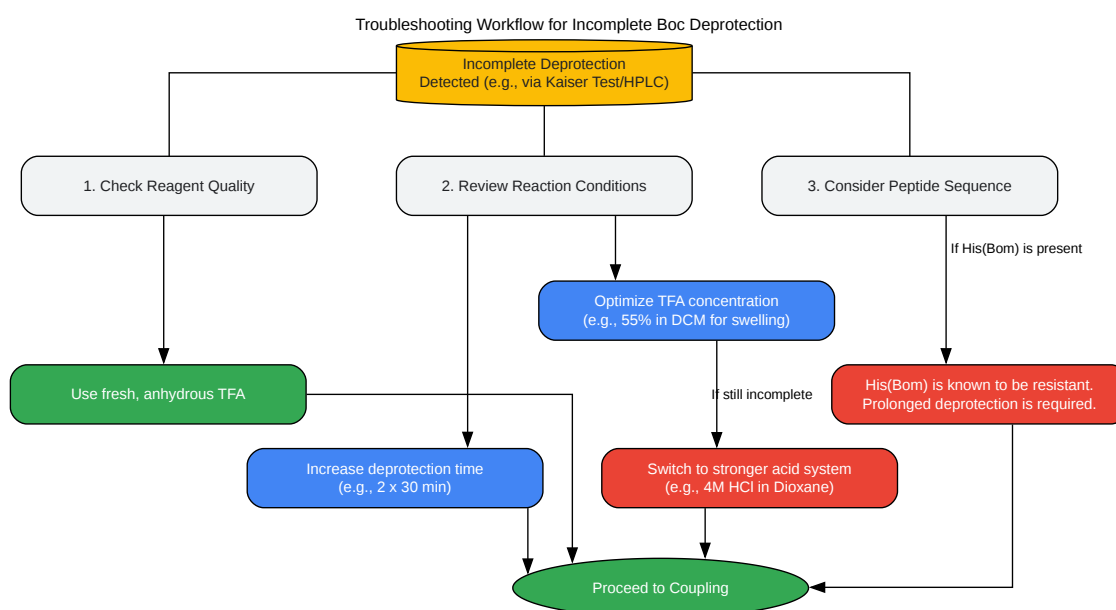 Troubleshooting Workflow for Incomplete Boc Deprotection
Incomplete Deprotection
Detected (e.g., via Kaiser Test/HPLC)
1. Check Reagent Quality
2. Review Reaction Conditions
3. Consider Peptide Sequence
If His(Bom) is present
Optimize TFA concentration
(e.g., 55% in DCM for swelling)
Use fresh, anhydrous TFA
If still incomplete
His(Bom) is known to be resistant.
Prolonged deprotection is required.
Increase deprotection time
(e.g., 2 x 30 min)
Switch to stronger acid system
(e.g., 4M HCl in Dioxane)
Proceed to Coupling